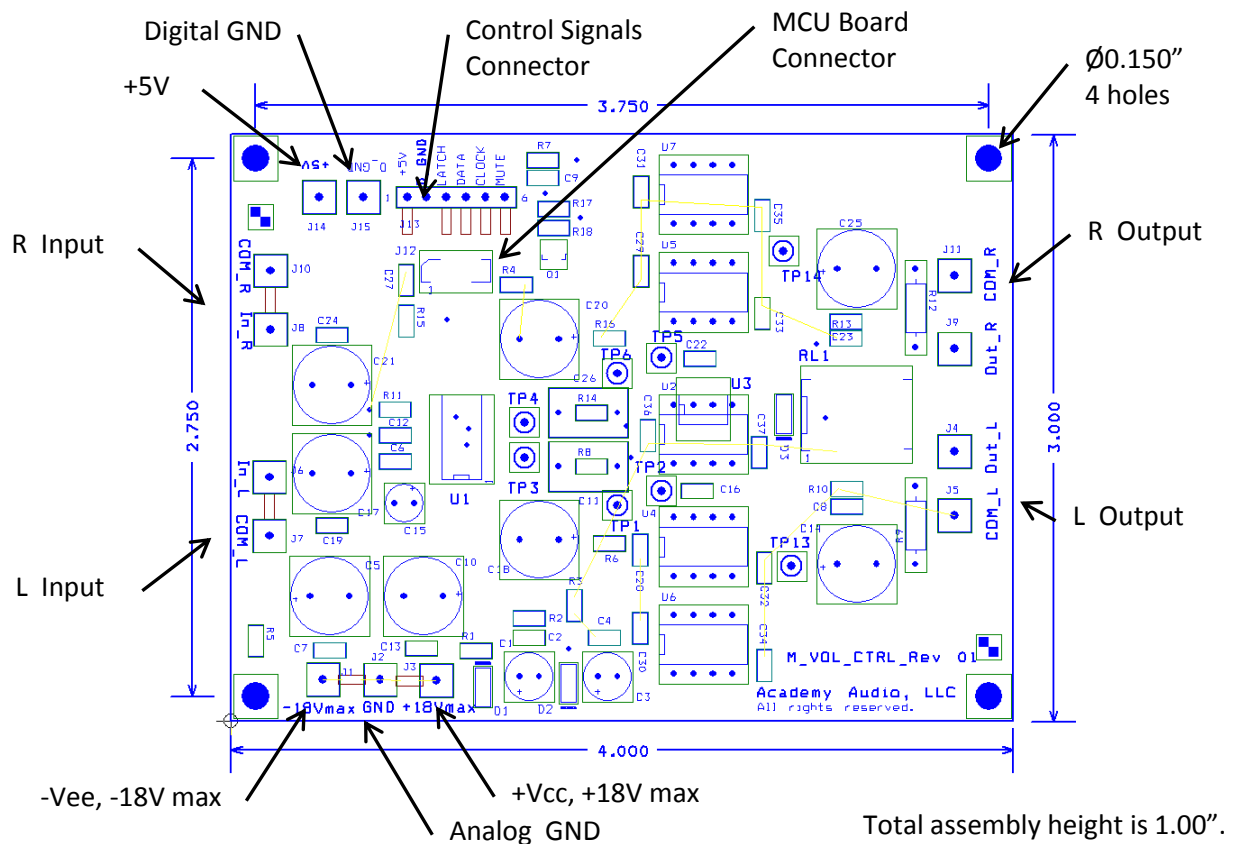 Digital GND
Control Signals
Connector
MCU Board
Connector
+5V
Ø0.150”
4 holes
3.750
+5V
D_GND
+5V
GND
LATCH
DATA
CLOCK
MUTE
1
6
J14
J15
J13
R7
C9
R17
R18
Q1
C31
U7
C35
R Input
COM_R
J10
In_R
J8
J12
1
C27
R15
R4
C20
C29
U5
TP14
C25
R12
J11
COM_R
J9
Out_R
R Output
C24
C21
R16
TP6
TP5
C22
C33
R13
C23
RL1
2.750
3.000
R11
C12
C6
TP4
C26
R14
C36
U2
U3
C37
D3
1
J4
Out_L
In_L
J6
C17
C15
U1
1
TP3
R8
C11
TP2
C16
R10
C8
J5
COM_L
L Output
COM_L
J7
C19
C18
TP1
U4
R6
C14
TP13
R9
L Input
C5
C10
R3
C28
C32
R5
C7
C13
R1
R2
C2
C4
C1
C30
U6
C34
M_VOL_CTRL_Rev 01
J1
J2
J3
D1
D2
C3
Academy Audio, LLC
All rights reserved.
-18Vmax
GND
+18Vmax
4.000
-Vee, -18V max
+Vcc, +18V max
Analog GND
Total assembly height is 1.00”.